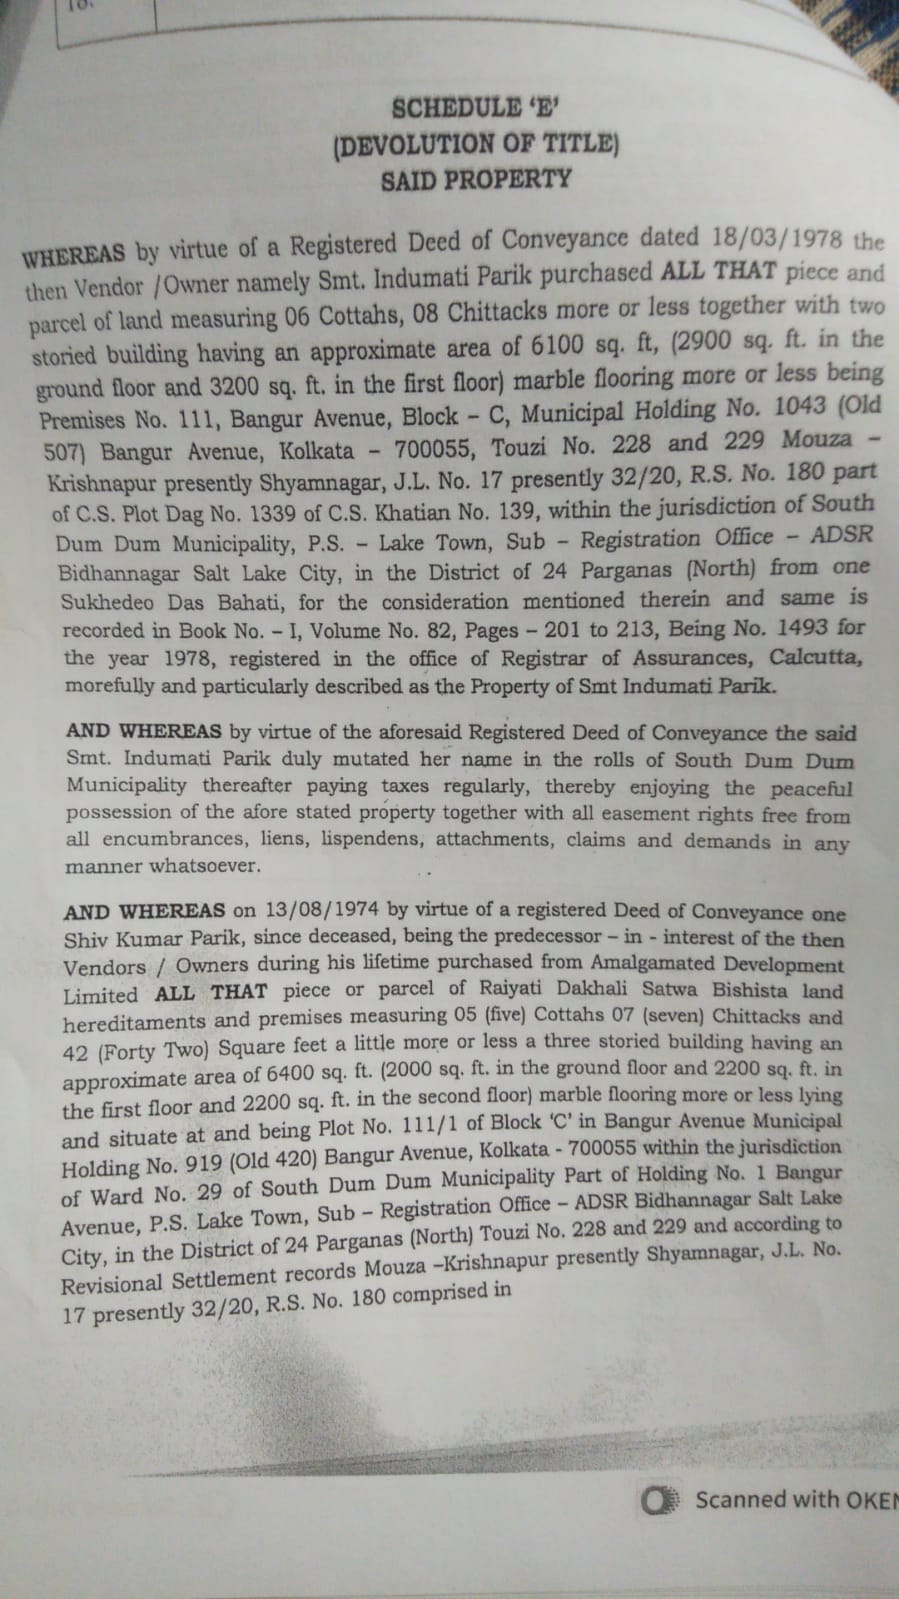 18.
SCHEDULE 'E'
(DEVOLUTION OF TITLE)
SAID PROPERTY
WHEREAS by virtue of a Registered Deed of Conveyance dated 18/03/1978 the
then Vendor /Owner namely Smt. Indumati Parik purchased ALL THAT piece and
parcel of land measuring 06 Cottahs, 08 Chittacks more or less together with two
storied building having an approximate area of 6100 sq. ft, (2900 sq. ft. in the
ground floor and 3200 sq. ft. in the first floor) marble flooring more or less being
Premises No. 111, Bangur Avenue, Block – C, Municipal Holding No. 1043 (Old
507) Bangur Avenue, Kolkata – 700055, Touzi No. 228 and 229 Mouza –
Krishnapur presently Shyamnagar, J.L. No. 17 presently 32/20, R.S. No. 180 part
of C.S. Plot Dag No. 1339 of C.S. Khatian No. 139, within the jurisdiction of South
Dum Dum Municipality, P.S. – Lake Town, Sub – Registration Office – ADSR
Bidhannagar Salt Lake City, in the District of 24 Parganas (North) from one
Sukhedeo Das Bahati, for the consideration mentioned therein and same is
recorded in Book No. – I, Volume No. 82, Pages – 201 to 213, Being No. 1493 for
the year 1978, registered in the office of Registrar of Assurances, Calcutta,
morefully and particularly described as the Property of Smt Indumati Parik.
AND WHEREAS by virtue of the aforesaid Registered Deed of Conveyance the said
Smt. Indumati Parik duly mutated her name in the rolls of South Dum Dum
Municipality thereafter paying taxes regularly, thereby enjoying the peaceful
possession of the afore stated property together with all easement rights free from
all encumbrances, liens, lispendens, attachments, claims and demands in any
manner whatsoever.
AND WHEREAS on 13/08/1974 by virtue of a registered Deed of Conveyance one
Shiv Kumar Parik, since deceased, being the predecessor – in - interest of the then
Vendors / Owners during his lifetime purchased from Amalgamated Development
Limited ALL THAT piece or parcel of Raiyati Dakhali Satwa Bishista land
hereditaments and premises measuring 05 (five) Cottahs 07 (seven) Chittacks and
42 (Forty Two) Square feet a little more or less a three storied building having an
approximate area of 6400 sq. ft. (2000 sq. ft. in the ground floor and 2200 sq. ft. in
the first floor and 2200 sq. ft. in the second floor) marble flooring more or less lying
and situate at and being Plot No. 111/1 of Block 'C' in Bangur Avenue Municipal
Holding No. 919 (Old 420) Bangur Avenue, Kolkata - 700055 within the jurisdiction
of Ward No. 29 of South Dum Dum Municipality Part of Holding No. 1 Bangur
Avenue, P.S. Lake Town, Sub – Registration Office – ADSR Bidhannagar Salt Lake
City, in the District of 24 Parganas (North) Touzi No. 228 and 229 and according to
Revisional Settlement records Mouza –Krishnapur presently Shyamnagar, J.L. No.
17 presently 32/20, R.S. No. 180 comprised in
Scanned with OKEN